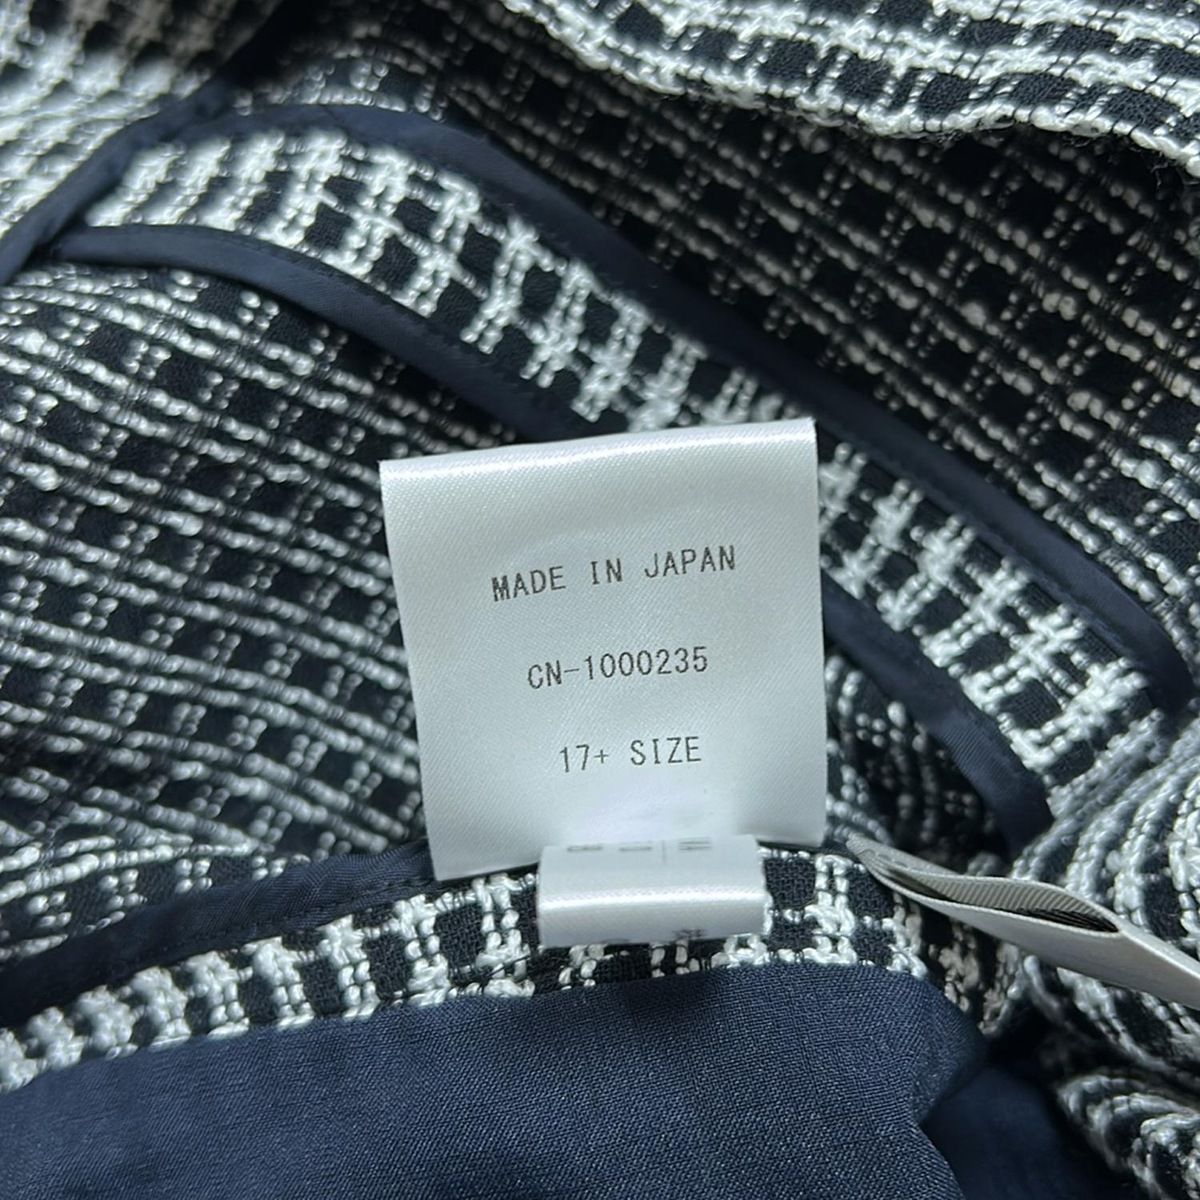 MADE IN JAPAN
CN-1000235
17+ SIZE